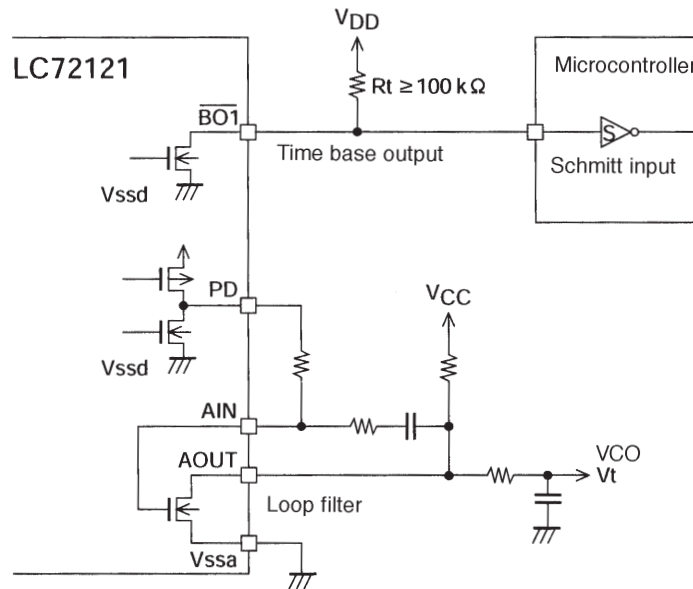 VDD
LC72121
Rt ≥ 100 kΩ
Microcontroller
BO1
Time base output
S
Schmitt input
Vssd
PD
VCC
Vssd
AIN
AOUT
VCO
Vt
Loop filter
Vssa